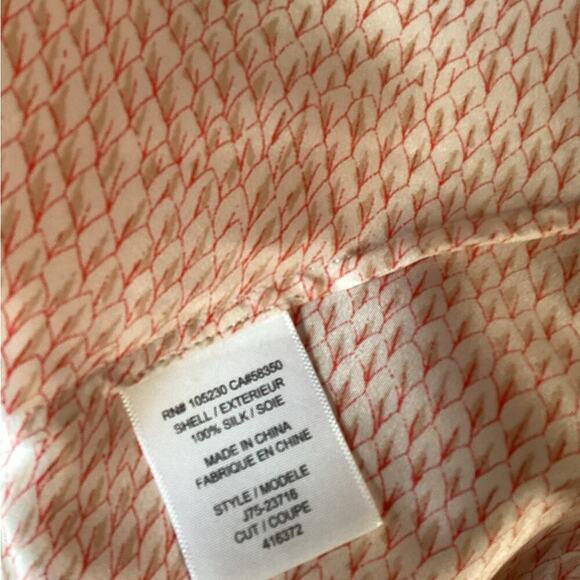 RN# 105230 CA#58350
SHELL / EXTERIEUR
100% SILK / SOIE
MADE IN CHINA
FABRIQUE EN CHINE
STYLE / MODELE
J75-23716
CUT / COUPE
416372